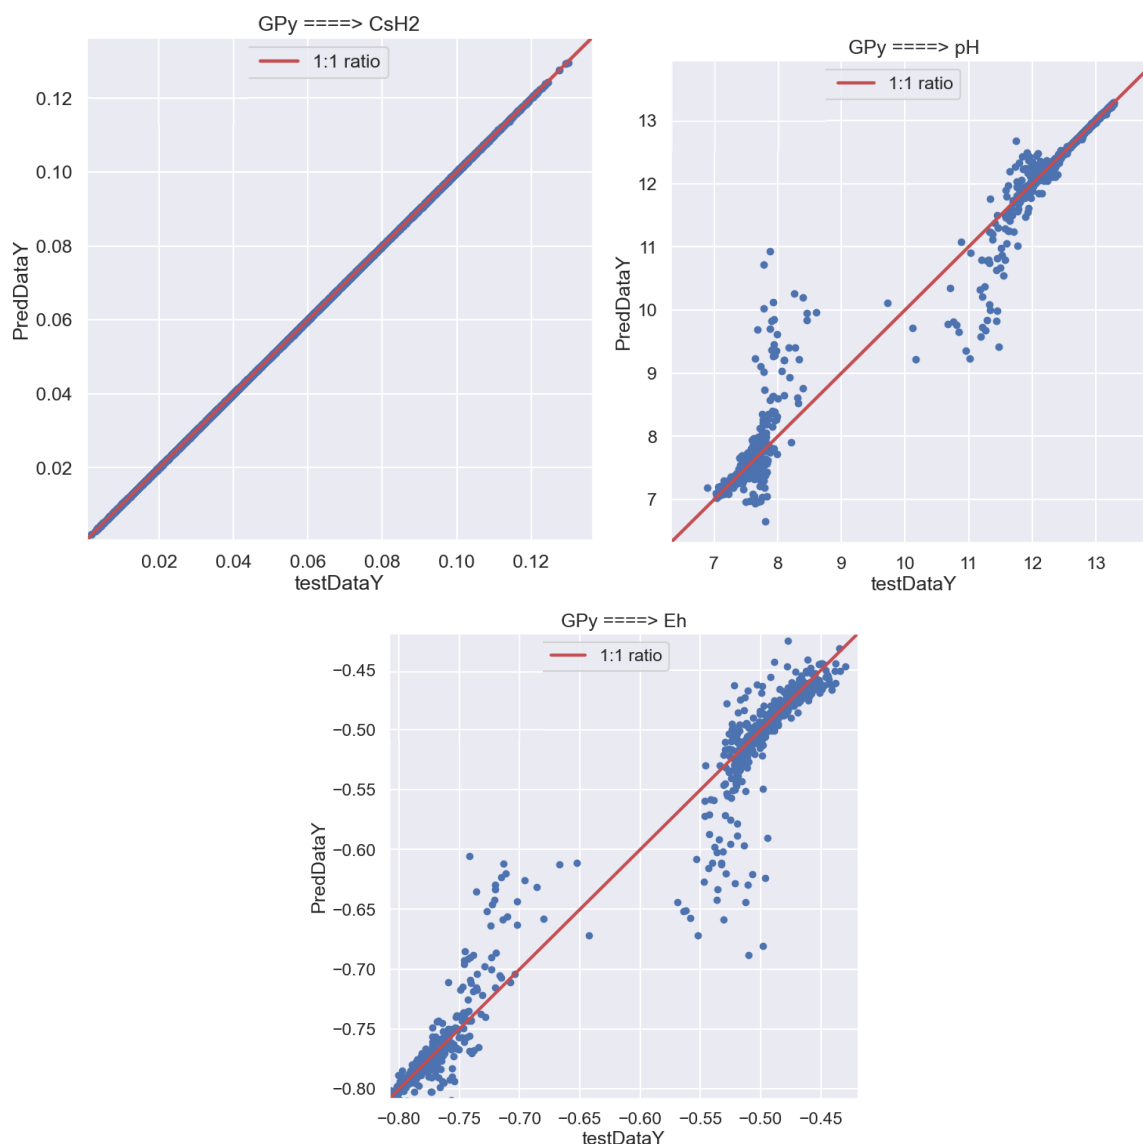 GPy ====> CsH2
1:1 ratio
0.12
0.10
0.08
0.06
0.04
0.02
PredDataY
0.02 0.04 0.06 0.08 0.10 0.12
testDataY
GPy ====> pH
1:1 ratio
13
12
11
10
9
8
7
PredDataY
7 8 9 10 11 12 13
testDataY
GPy ====> Eh
1:1 ratio
−0.45
−0.50
−0.55
−0.60
−0.65
−0.70
−0.75
−0.80
PredDataY
−0.80 −0.75 −0.70 −0.65 −0.60 −0.55 −0.50 −0.45
testDataY